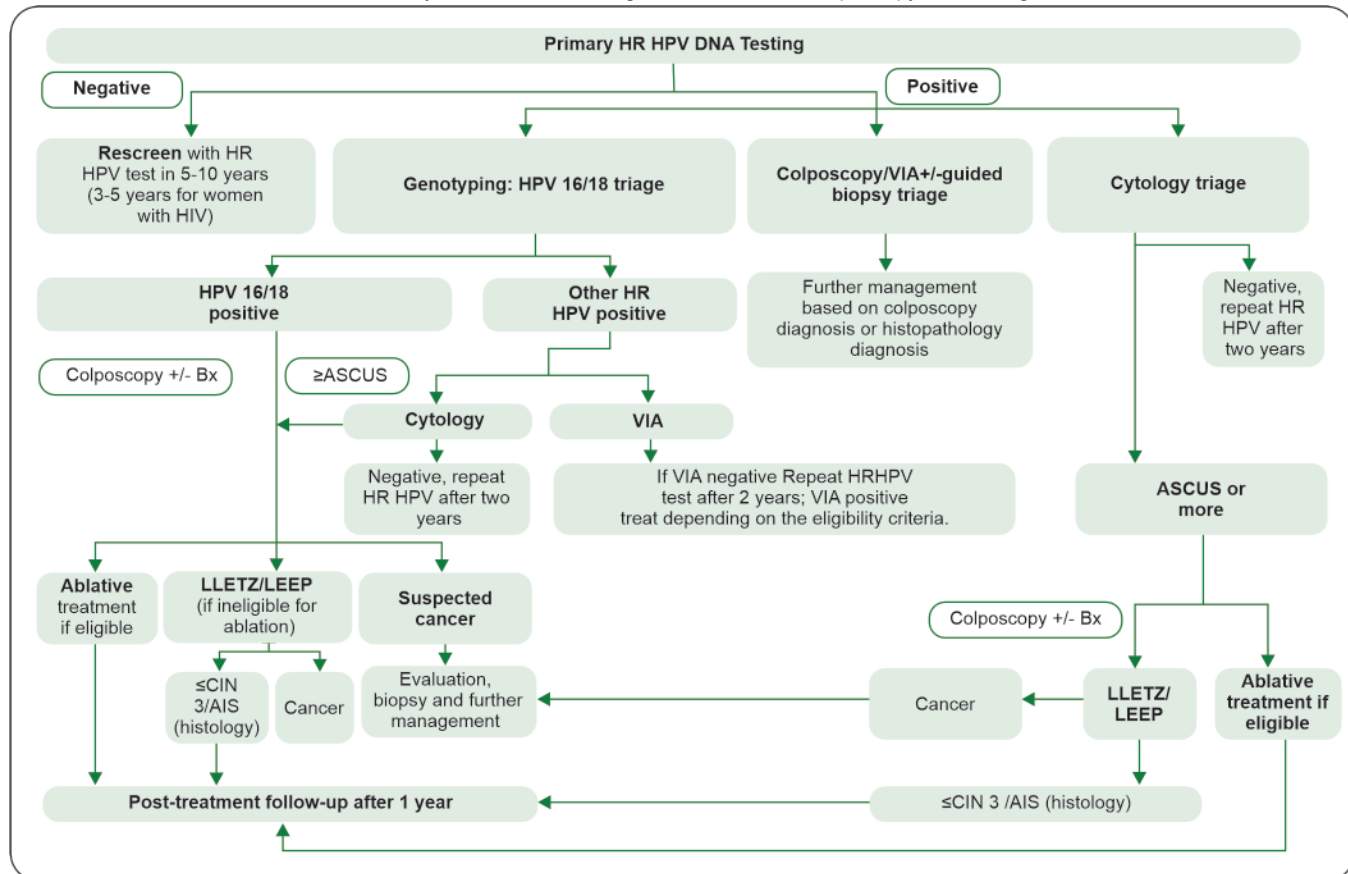 Primary HR HPV DNA Testing
Negative
Positive
Rescreen with HR
HPV test in 5-10 years
(3-5 years for women
with HIV)
Genotyping: HPV 16/18 triage
Colposcopy/VIA+/-guided
biopsy triage
Cytology triage
HPV 16/18
positive
Other HR
HPV positive
Further management
based on colposcopy
diagnosis or histopathology
diagnosis
Negative,
repeat HR
HPV after
two years
Colposcopy +/- Bx
≥ASCUS
Cytology
VIA
Negative, repeat
HR HPV after two
years
If VIA negative Repeat HRHPV
test after 2 years; VIA positive
treat depending on the eligibility criteria.
ASCUS or
more
Ablative
treatment
if eligible
LLETZ/LEEP
(if ineligible for
ablation)
Suspected
cancer
Colposcopy +/- Bx
≤CIN
3/AIS
(histology)
Cancer
Evaluation,
biopsy and further
management
Cancer
LLETZ/
LEEP
Ablative
treatment if
eligible
Post-treatment follow-up after 1 year
≤CIN 3 /AIS (histology)